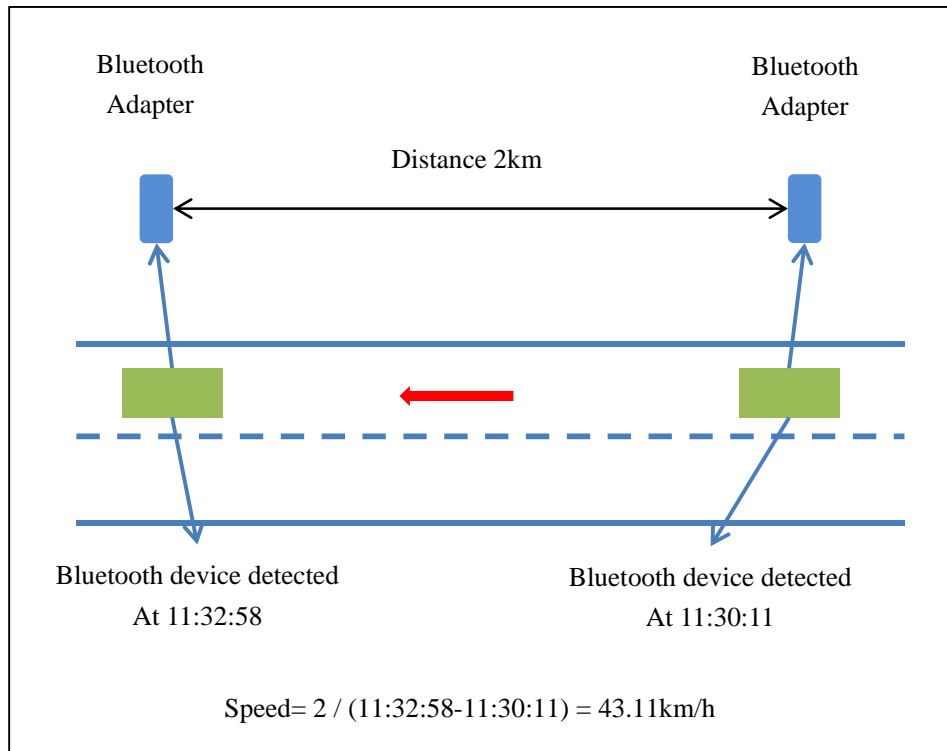 Bluetooth
Adapter
Bluetooth
Adapter
Distance 2km
Bluetooth device detected
At 11:32:58
Bluetooth device detected
At 11:30:11
Speed= 2 / (11:32:58-11:30:11) = 43.11km/h